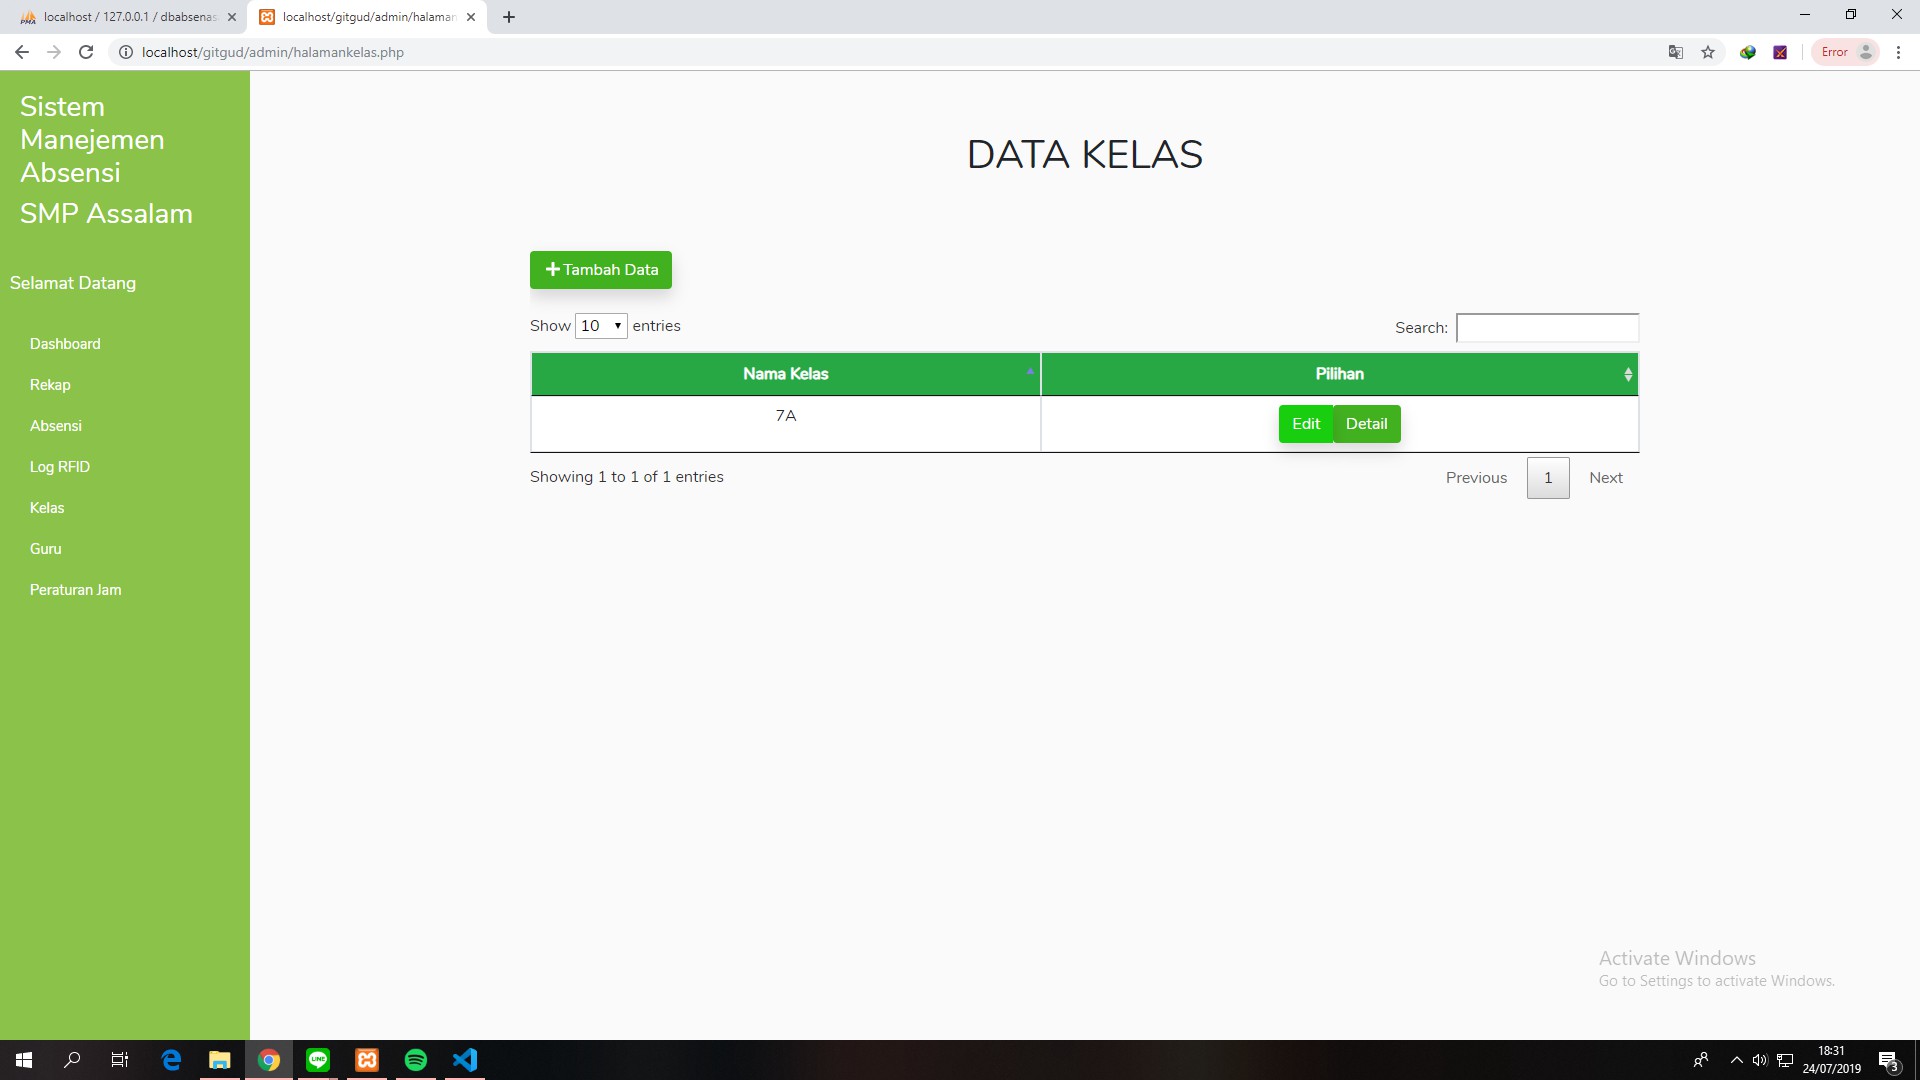 localhost / 127.0.0.1 / dbabsenas
localhost/gitgud/admin/halaman
localhost/gitgud/admin/halamankelas.php
Error
Sistem
Manejemen
Absensi
SMP Assalam
Selamat Datang
Dashboard
Rekap
Absensi
Log RFID
Kelas
Guru
Peraturan Jam
DATA KELAS
Tambah Data
Show 10 entries
Search:
Nama Kelas Pilihan
7A Edit Detail
Showing 1 to 1 of 1 entries
Previous 1 Next
Activate Windows
Go to Settings to activate Windows.
LINE
18:31
24/07/2019
3